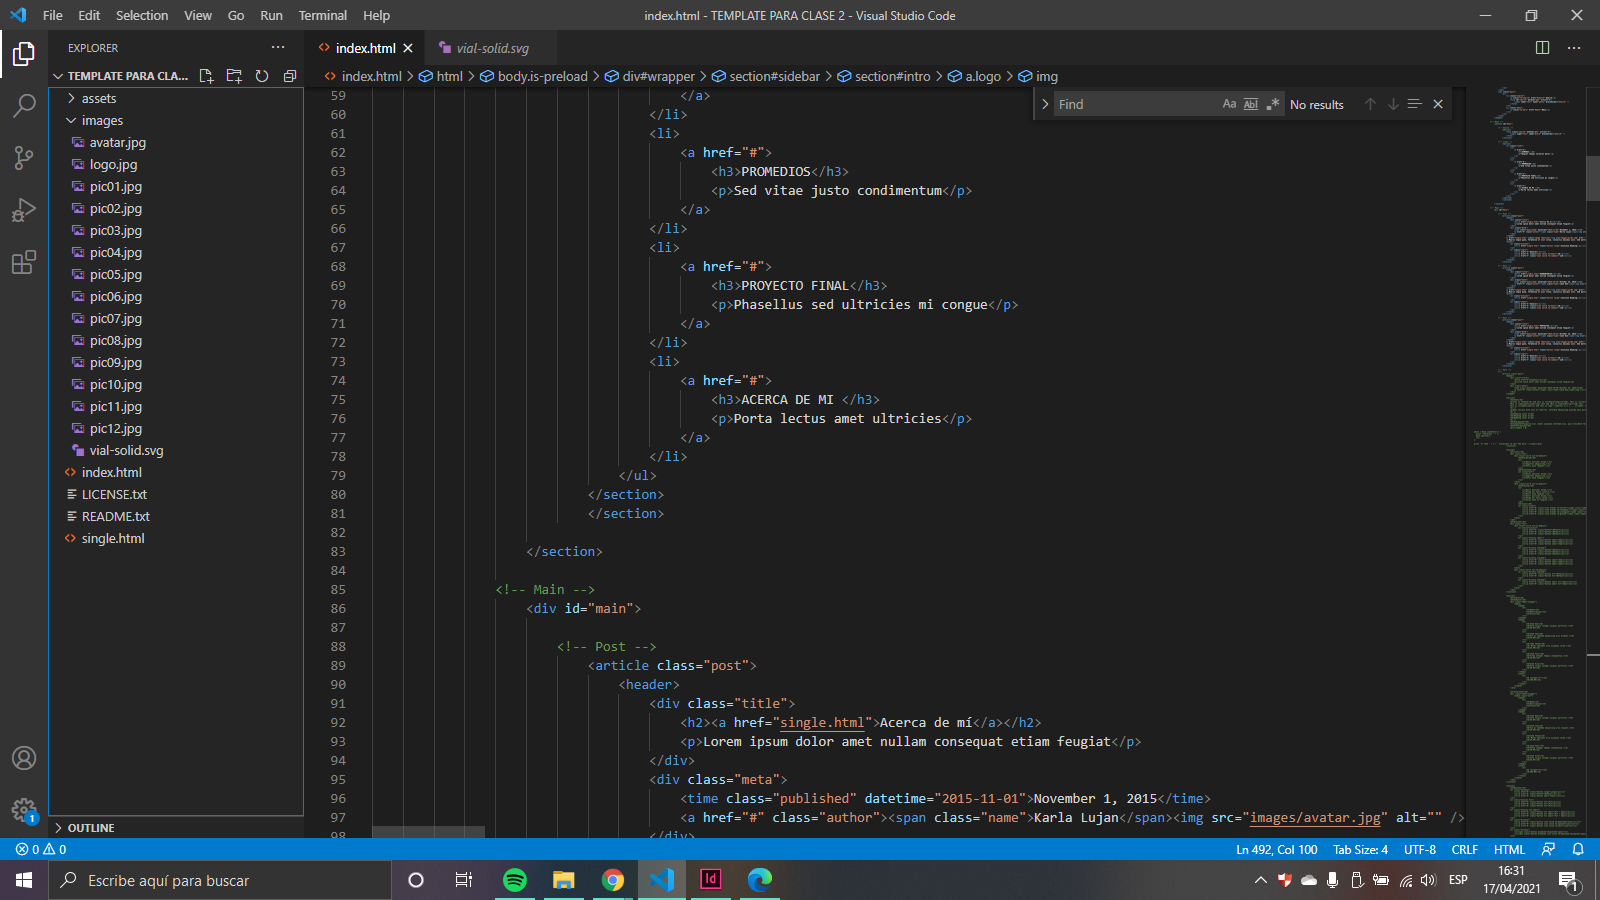 File Edit Selection View Go Run Terminal Help
index.html - TEMPLATE PARA CLASE 2 - Visual Studio Code
EXPLORER
index.html
vial-solid.svg
TEMPLATE PARA CLA...
index.html > html > body.is-preload > div#wrapper > section#sidebar > section#intro > a.logo > img
Find
Aa Abl .*
No results
assets
images
avatar.jpg
logo.jpg
pic01.jpg
pic02.jpg
pic03.jpg
pic04.jpg
pic05.jpg
pic06.jpg
pic07.jpg
pic08.jpg
pic09.jpg
pic10.jpg
pic11.jpg
pic12.jpg
vial-solid.svg
index.html
LICENSE.txt
README.txt
single.html
OUTLINE
59 </a>
60 </li>
61 <li>
62 <a href="#">
63 <h3>PROMEDIOS</h3>
64 <p>Sed vitae justo condimentum</p>
65 </a>
66 </li>
67 <li>
68 <a href="#">
69 <h3>PROYECTO FINAL</h3>
70 <p>Phasellus sed ultricies mi congue</p>
71 </a>
72 </li>
73 <li>
74 <a href="#">
75 <h3>ACERCA DE MI </h3>
76 <p>Porta lectus amet ultricies</p>
77 </a>
78 </li>
79 </ul>
80 </section>
81 </section>
82
83 </section>
84
85 <!-- Main -->
86 <div id="main">
87
88 <!-- Post -->
89 <article class="post">
90 <header>
91 <div class="title">
92 <h2><a href="single.html">Acerca de mí</a></h2>
93 <p>Lorem ipsum dolor amet nullam consequat etiam feugiat</p>
94 </div>
95 <div class="meta">
96 <time class="published" datetime="2015-11-01">November 1, 2015</time>
97 <a href="#" class="author"><span class="name">Karla Lujan</span><img src="images/avatar.jpg" alt="" />
98 </div>
1
0 0
Ln 492, Col 100 Tab Size: 4 UTF-8 CRLF HTML
Escribe aquí para buscar
Id
ESP
16:31
17/04/2021
1